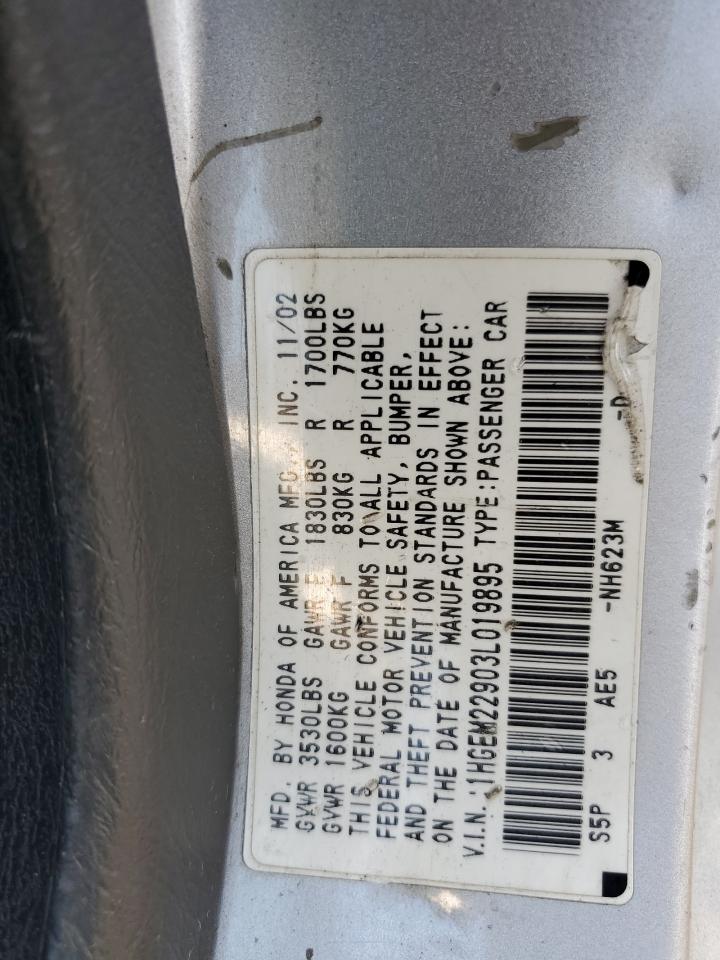 MFD. BY HONDA OF AMERICA MFG., INC. 11/02
GVWR 3530LBS GAWR F 1830LBS R 1700LBS
GVWR 1600KG GAWR F 830KG R 770KG
THIS VEHICLE CONFORMS TO ALL APPLICABLE
FEDERAL MOTOR VEHICLE SAFETY, BUMPER,
AND THEFT PREVENTION STANDARDS IN EFFECT
ON THE DATE OF MANUFACTURE SHOWN ABOVE:
V.I.N.:1HGEM22903L019895 TYPE:PASSENGER CAR
S5P 3 AE5 -NH623M -D